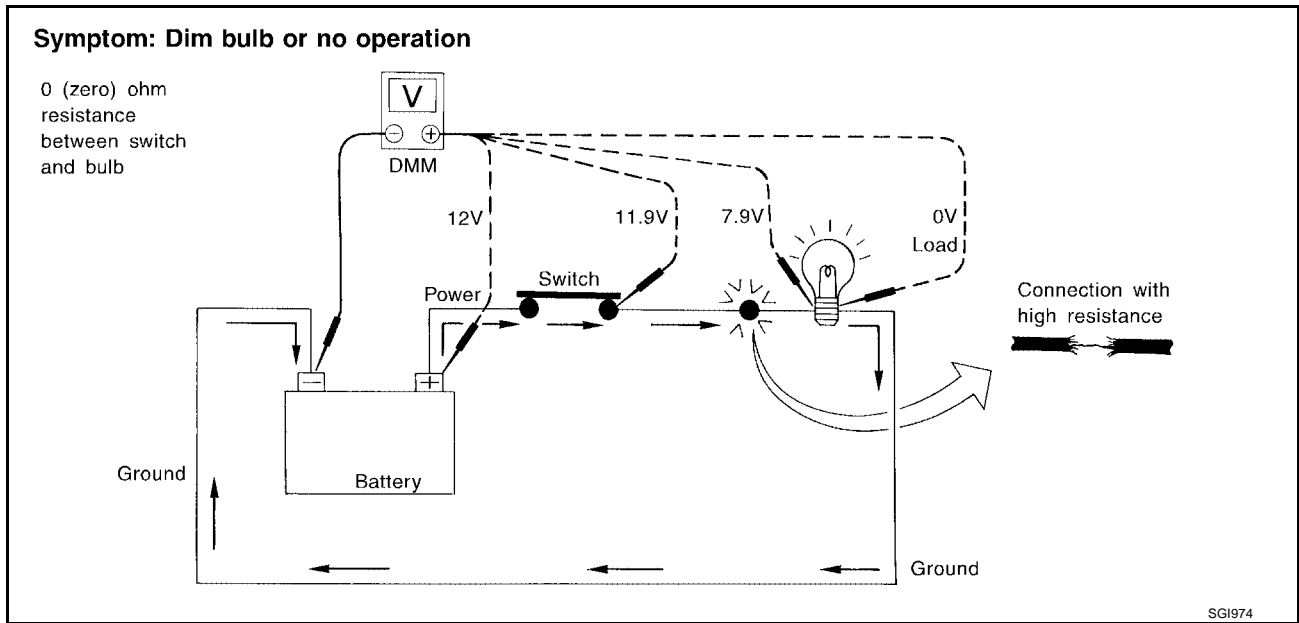 Symptom: Dim bulb or no operation
0 (zero) ohm
resistance
between switch
and bulb
V
− +
DMM
12V
11.9V
7.9V
0V
Load
Switch
Power
Connection with
high resistance
− +
Ground
Battery
Ground
SGI974